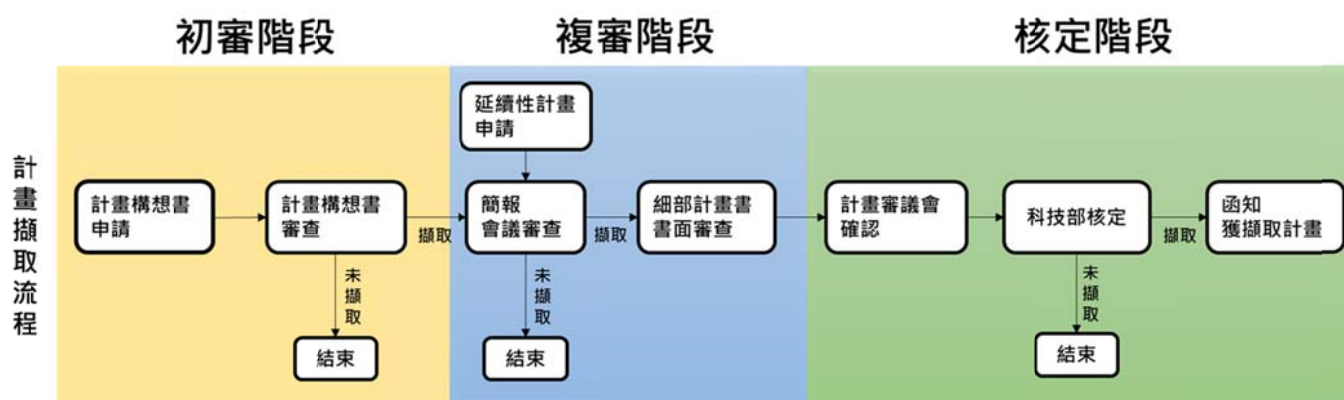 初審階段
複審階段
核定階段
計畫擷取流程
延續性計畫
申請
計畫構想書
申請
計畫構想書
審查
擷取
簡報
會議審查
擷取
細部計畫書
書面審查
計畫審議會
確認
科技部核定
擷取
函知
獲擷取計畫
未擷取
結束
未擷取
結束
未擷取
結束